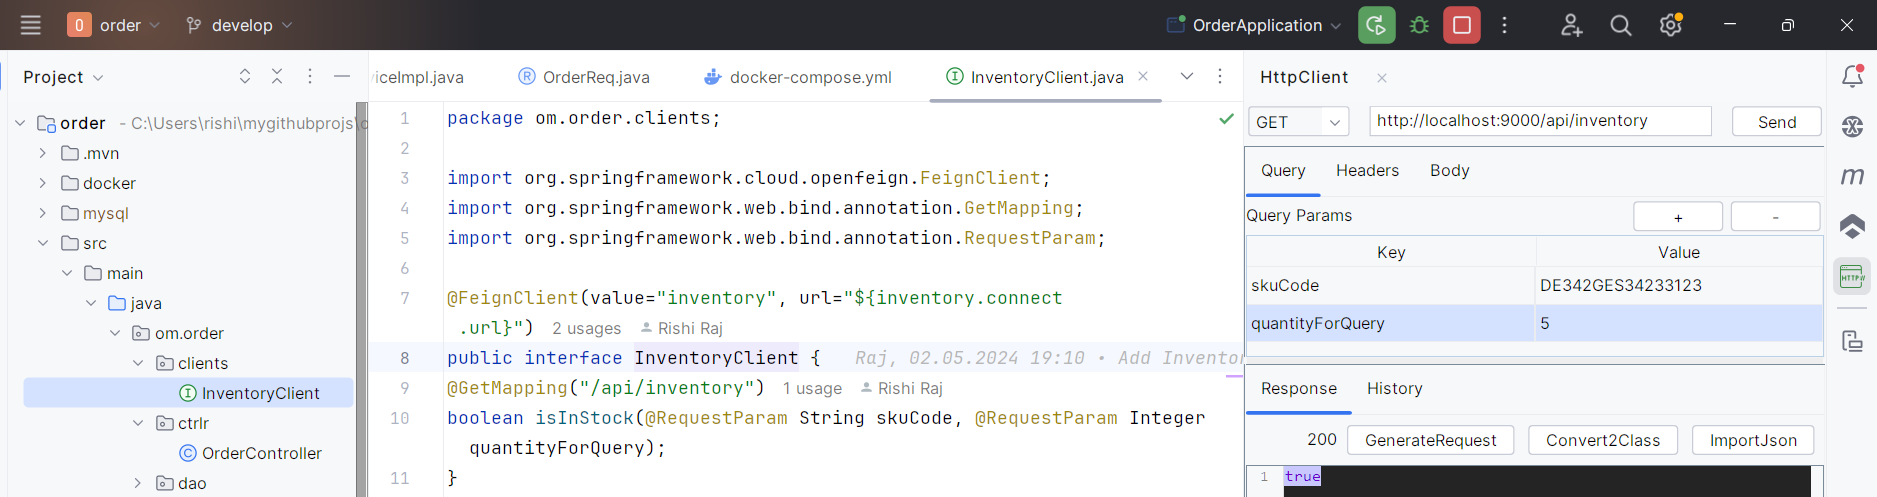 O order develop OrderApplication
Project
order - C:\Users\rishi\mygithubprojs\o
.mvn
docker
mysql
src
main
java
om.order
clients
InventoryClient
ctrlr
OrderController
dao
viceImpl.java OrderReq.java docker-compose.yml InventoryClient.java
1 package om.order.clients;
2
3 import org.springframework.cloud.openfeign.FeignClient;
4 import org.springframework.web.bind.annotation.GetMapping;
5 import org.springframework.web.bind.annotation.RequestParam;
6
7 @FeignClient(value="inventory", url="${inventory.connect
.url}") 2 usages Rishi Raj
8 public interface InventoryClient { Raj, 02.05.2024 19:10 • Add Inventor
9 @GetMapping("/api/inventory") 1 usage Rishi Raj
10 boolean isInStock(@RequestParam String skuCode, @RequestParam Integer
quantityForQuery);
11 }
HttpClient
GET http://localhost:9000/api/inventory Send
Query Headers Body
Query Params + -
Key Value
skuCode DE342GES34233123
quantityForQuery 5
Response History
200 GenerateRequest Convert2Class ImportJson
1 true
m
HTTP